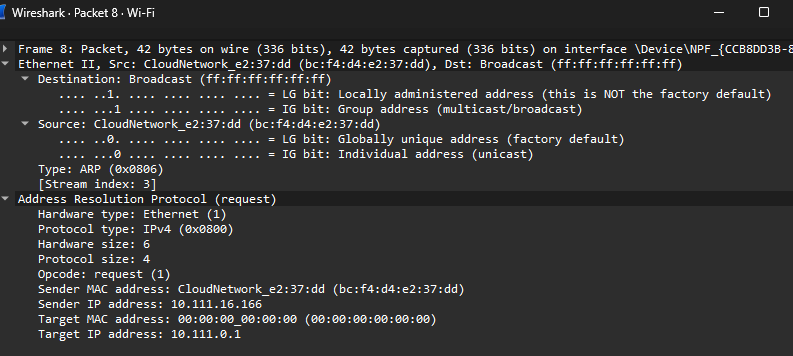 Wireshark · Packet 8 · Wi-Fi
Frame 8: Packet, 42 bytes on wire (336 bits), 42 bytes captured (336 bits) on interface \Device\NPF_{CCB8DD3B-8
Ethernet II, Src: CloudNetwork_e2:37:dd (bc:f4:d4:e2:37:dd), Dst: Broadcast (ff:ff:ff:ff:ff:ff)
Destination: Broadcast (ff:ff:ff:ff:ff:ff)
.... ..1. .... .... .... .... = LG bit: Locally administered address (this is NOT the factory default)
.... ...1 .... .... .... .... = IG bit: Group address (multicast/broadcast)
Source: CloudNetwork_e2:37:dd (bc:f4:d4:e2:37:dd)
.... ..0. .... .... .... .... = LG bit: Globally unique address (factory default)
.... ...0 .... .... .... .... = IG bit: Individual address (unicast)
Type: ARP (0x0806)
[Stream index: 3]
Address Resolution Protocol (request)
Hardware type: Ethernet (1)
Protocol type: IPv4 (0x0800)
Hardware size: 6
Protocol size: 4
Opcode: request (1)
Sender MAC address: CloudNetwork_e2:37:dd (bc:f4:d4:e2:37:dd)
Sender IP address: 10.111.16.166
Target MAC address: 00:00:00_00:00:00 (00:00:00:00:00:00)
Target IP address: 10.111.0.1